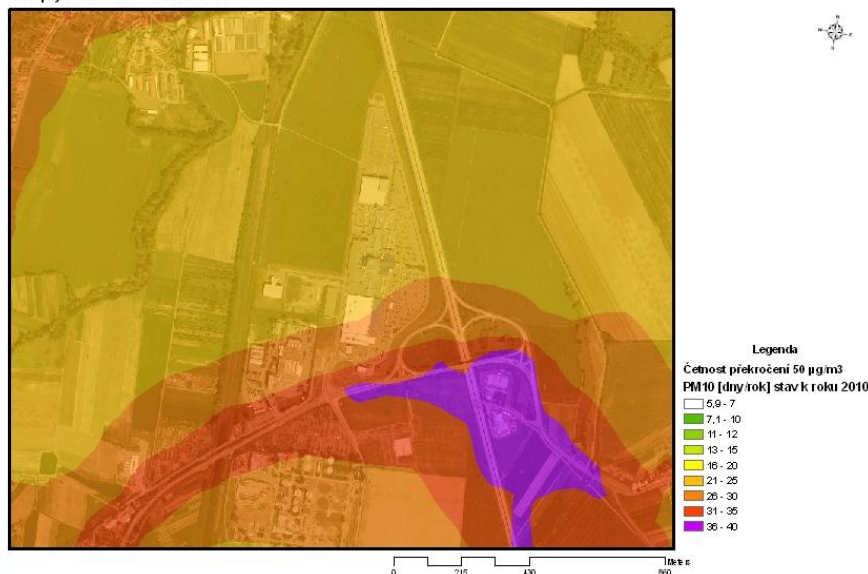 Legenda
Četnost překročení 50 µg/m3
PM10 [dny/rok] stav k roku 2010
5,9 - 7
7,1 - 10
11 - 12
13 - 15
16 - 20
21 - 25
26 - 30
31 - 35
36 - 40
Meters
0 215 430 860